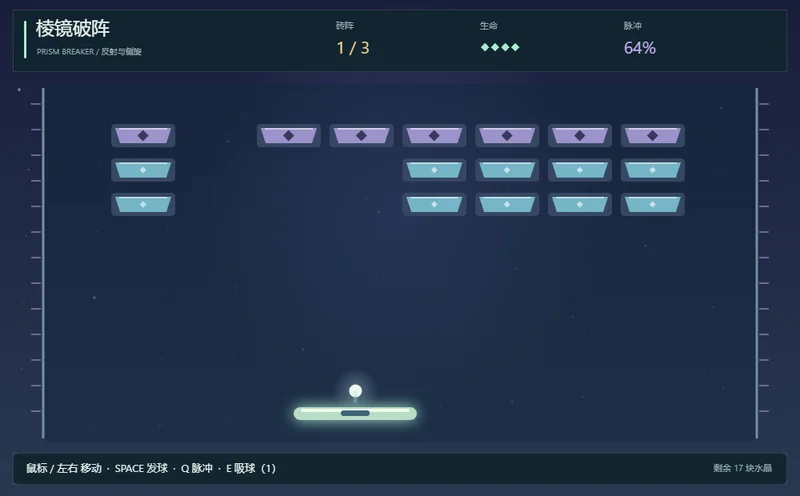 棱镜破阵
PRISM BREAKER / 反射与侧旋
砖阵
1 / 3
生命
脉冲
64%
鼠标 / 左右 移动 · SPACE 发球 · Q 脉冲 · E 吸球（1）
剩余 17 块水晶